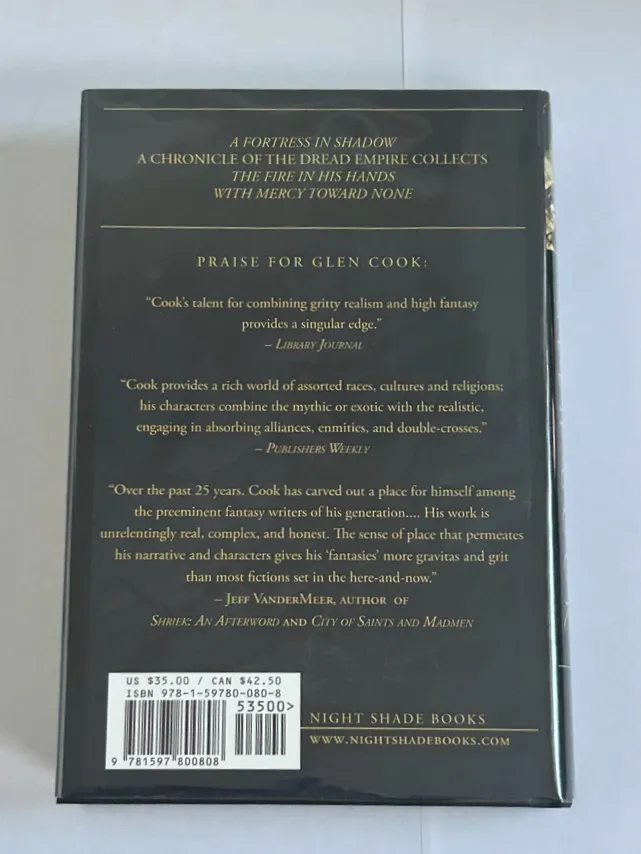 A FORTRESS IN SHADOW
A CHRONICLE OF THE DREAD EMPIRE COLLECTS
THE FIRE IN HIS HANDS
WITH MERCY TOWARD NONE
PRAISE FOR GLEN COOK:
“Cook's talent for combining gritty realism and high fantasy
provides a singular edge.”
– LIBRARY JOURNAL
“Cook provides a rich world of assorted races, cultures and religions;
his characters combine the mythic or exotic with the realistic,
engaging in absorbing alliances, enmities, and double-crosses.”
– PUBLISHERS WEEKLY
“Over the past 25 years, Cook has carved out a place for himself among
the preeminent fantasy writers of his generation.... His work is
unrelentingly real, complex, and honest. The sense of place that permeates
his narrative and characters gives his ‘fantasies’ more gravitas and grit
than most fictions set in the here-and-now.”
– JEFF VANDERMEER, AUTHOR OF
SHRIEK: AN AFTERWORD AND CITY OF SAINTS AND MADMEN
US $35.00 / CAN $42.50
ISBN 978-1-59780-080-8
53500>
9 781597 800808
NIGHT SHADE BOOKS
WWW.NIGHTSHADEBOOKS.COM